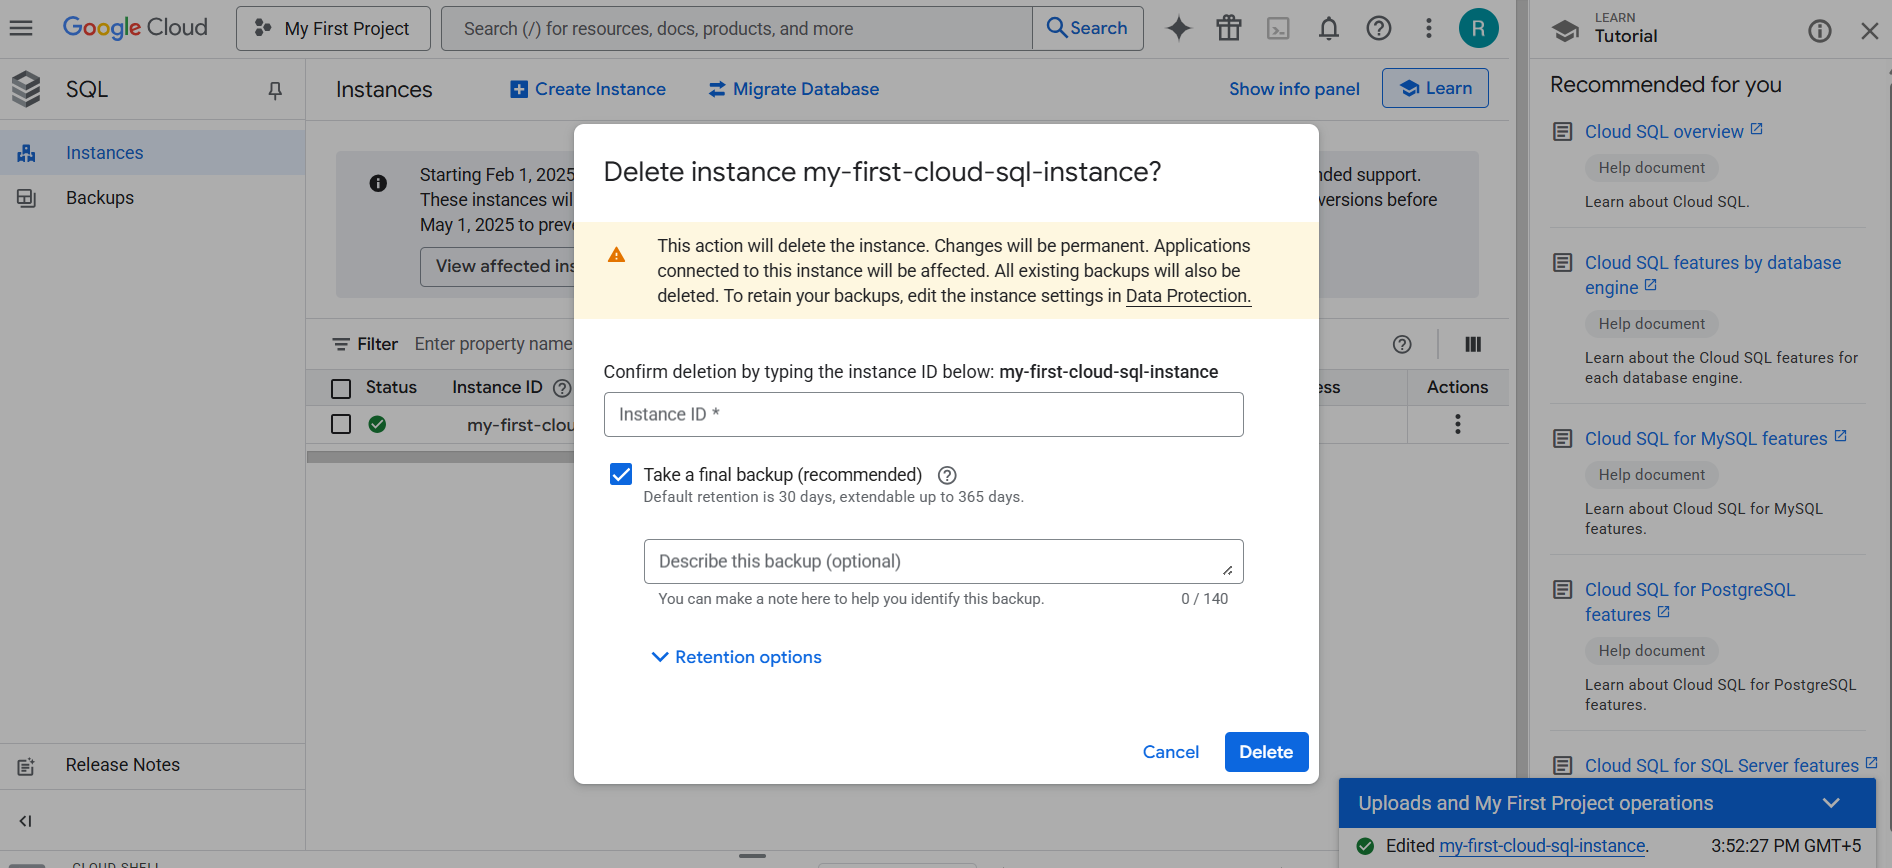 Google Cloud
My First Project
Search (/) for resources, docs, products, and more
Search
R
LEARN
Tutorial
SQL
Instances
Create Instance
Migrate Database
Show info panel
Learn
Recommended for you
Instances
Backups
Starting Feb 1, 2025
nded support.
These instances wil
versions before
May 1, 2025 to preve
View affected ins
Filter
Enter property name
Status
Instance ID
ess
Actions
my-first-clou
Delete instance my-first-cloud-sql-instance?
This action will delete the instance. Changes will be permanent. Applications
connected to this instance will be affected. All existing backups will also be
deleted. To retain your backups, edit the instance settings in Data Protection.
Confirm deletion by typing the instance ID below: my-first-cloud-sql-instance
Instance ID *
Take a final backup (recommended)
Default retention is 30 days, extendable up to 365 days.
Describe this backup (optional)
You can make a note here to help you identify this backup.
0 / 140
Retention options
Cancel
Delete
Cloud SQL overview
Help document
Learn about Cloud SQL.
Cloud SQL features by database
engine
Help document
Learn about the Cloud SQL features for
each database engine.
Cloud SQL for MySQL features
Help document
Learn about Cloud SQL for MySQL
features.
Cloud SQL for PostgreSQL
features
Help document
Learn about Cloud SQL for PostgreSQL
features.
Cloud SQL for SQL Server features
Release Notes
Uploads and My First Project operations
Edited my-first-cloud-sql-instance.
3:52:27 PM GMT+5
CLOUD SHELL